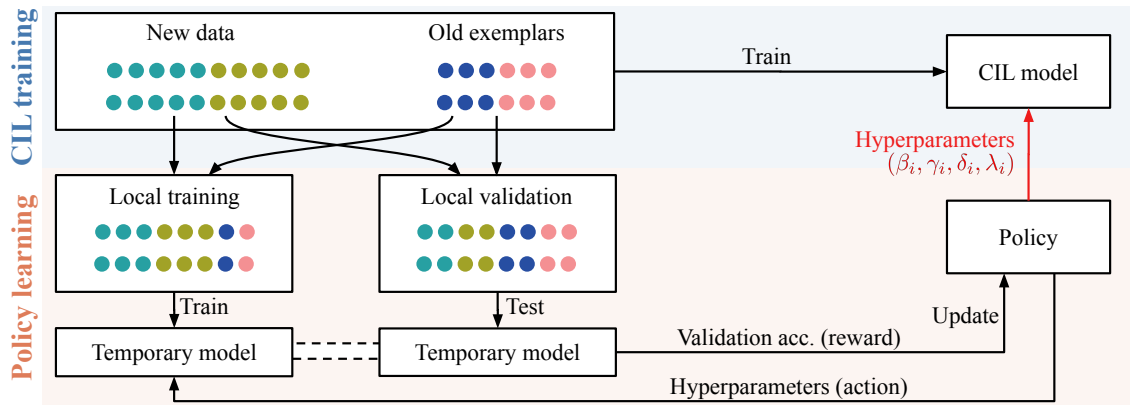 CIL training
New data
Old exemplars
Train
CIL model
Hyperparameters
(βᵢ, γᵢ, δᵢ, λᵢ)
Policy learning
Local training
Local validation
Policy
Train
Test
Update
Temporary model
Temporary model
Validation acc. (reward)
Hyperparameters (action)